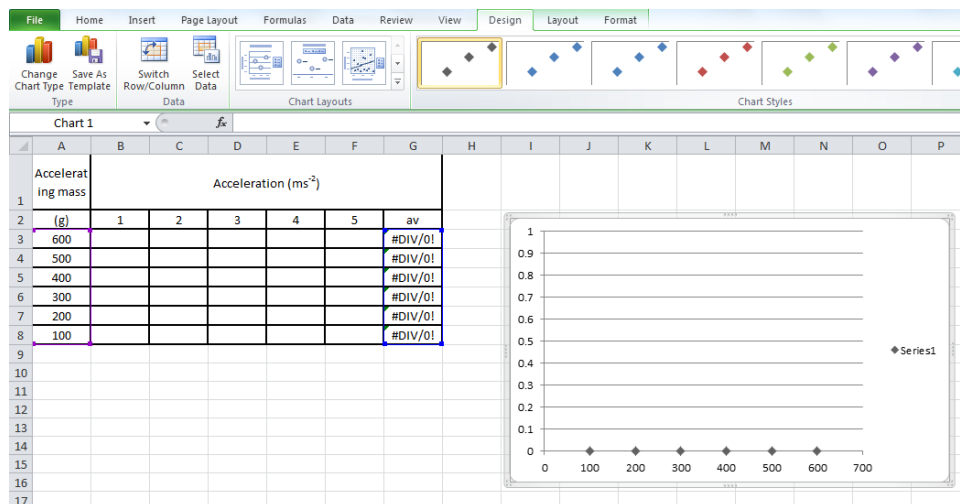 File Home Insert Page Layout Formulas Data Review View Design Layout Format
Change Save As Switch Select
Chart Type Template Row/Column Data
Type Data Chart Layouts Chart Styles
Chart 1 fx
A B C D E F G H I J K L M N O P
1 Accelerat
ing mass Acceleration (ms⁻²)
2 (g) 1 2 3 4 5 av
3 600 #DIV/0!
4 500 #DIV/0!
5 400 #DIV/0!
6 300 #DIV/0!
7 200 #DIV/0!
8 100 #DIV/0!
9
10
11
12
13
14
15
16
17
1
0.9
0.8
0.7
0.6
0.5
0.4
0.3
0.2
0.1
0
0 100 200 300 400 500 600 700
Series1